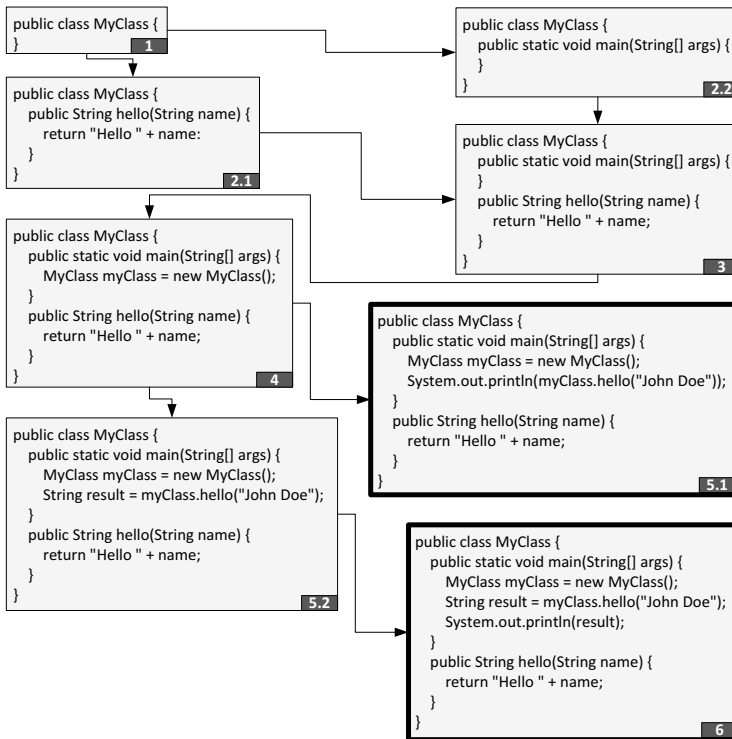 public class MyClass {
}
1
public class MyClass {
public static void main(String[] args) {
}
}
2.2
public class MyClass {
public String hello(String name) {
return "Hello " + name:
}
}
2.1
public class MyClass {
public static void main(String[] args) {
}
public String hello(String name) {
return "Hello " + name;
}
}
3
public class MyClass {
public static void main(String[] args) {
MyClass myClass = new MyClass();
}
public String hello(String name) {
return "Hello " + name;
}
}
4
public class MyClass {
public static void main(String[] args) {
MyClass myClass = new MyClass();
System.out.println(myClass.hello("John Doe"));
}
public String hello(String name) {
return "Hello " + name;
}
}
5.1
public class MyClass {
public static void main(String[] args) {
MyClass myClass = new MyClass();
String result = myClass.hello("John Doe");
}
public String hello(String name) {
return "Hello " + name;
}
}
5.2
public class MyClass {
public static void main(String[] args) {
MyClass myClass = new MyClass();
String result = myClass.hello("John Doe");
System.out.println(result);
}
public String hello(String name) {
return "Hello " + name;
}
}
6